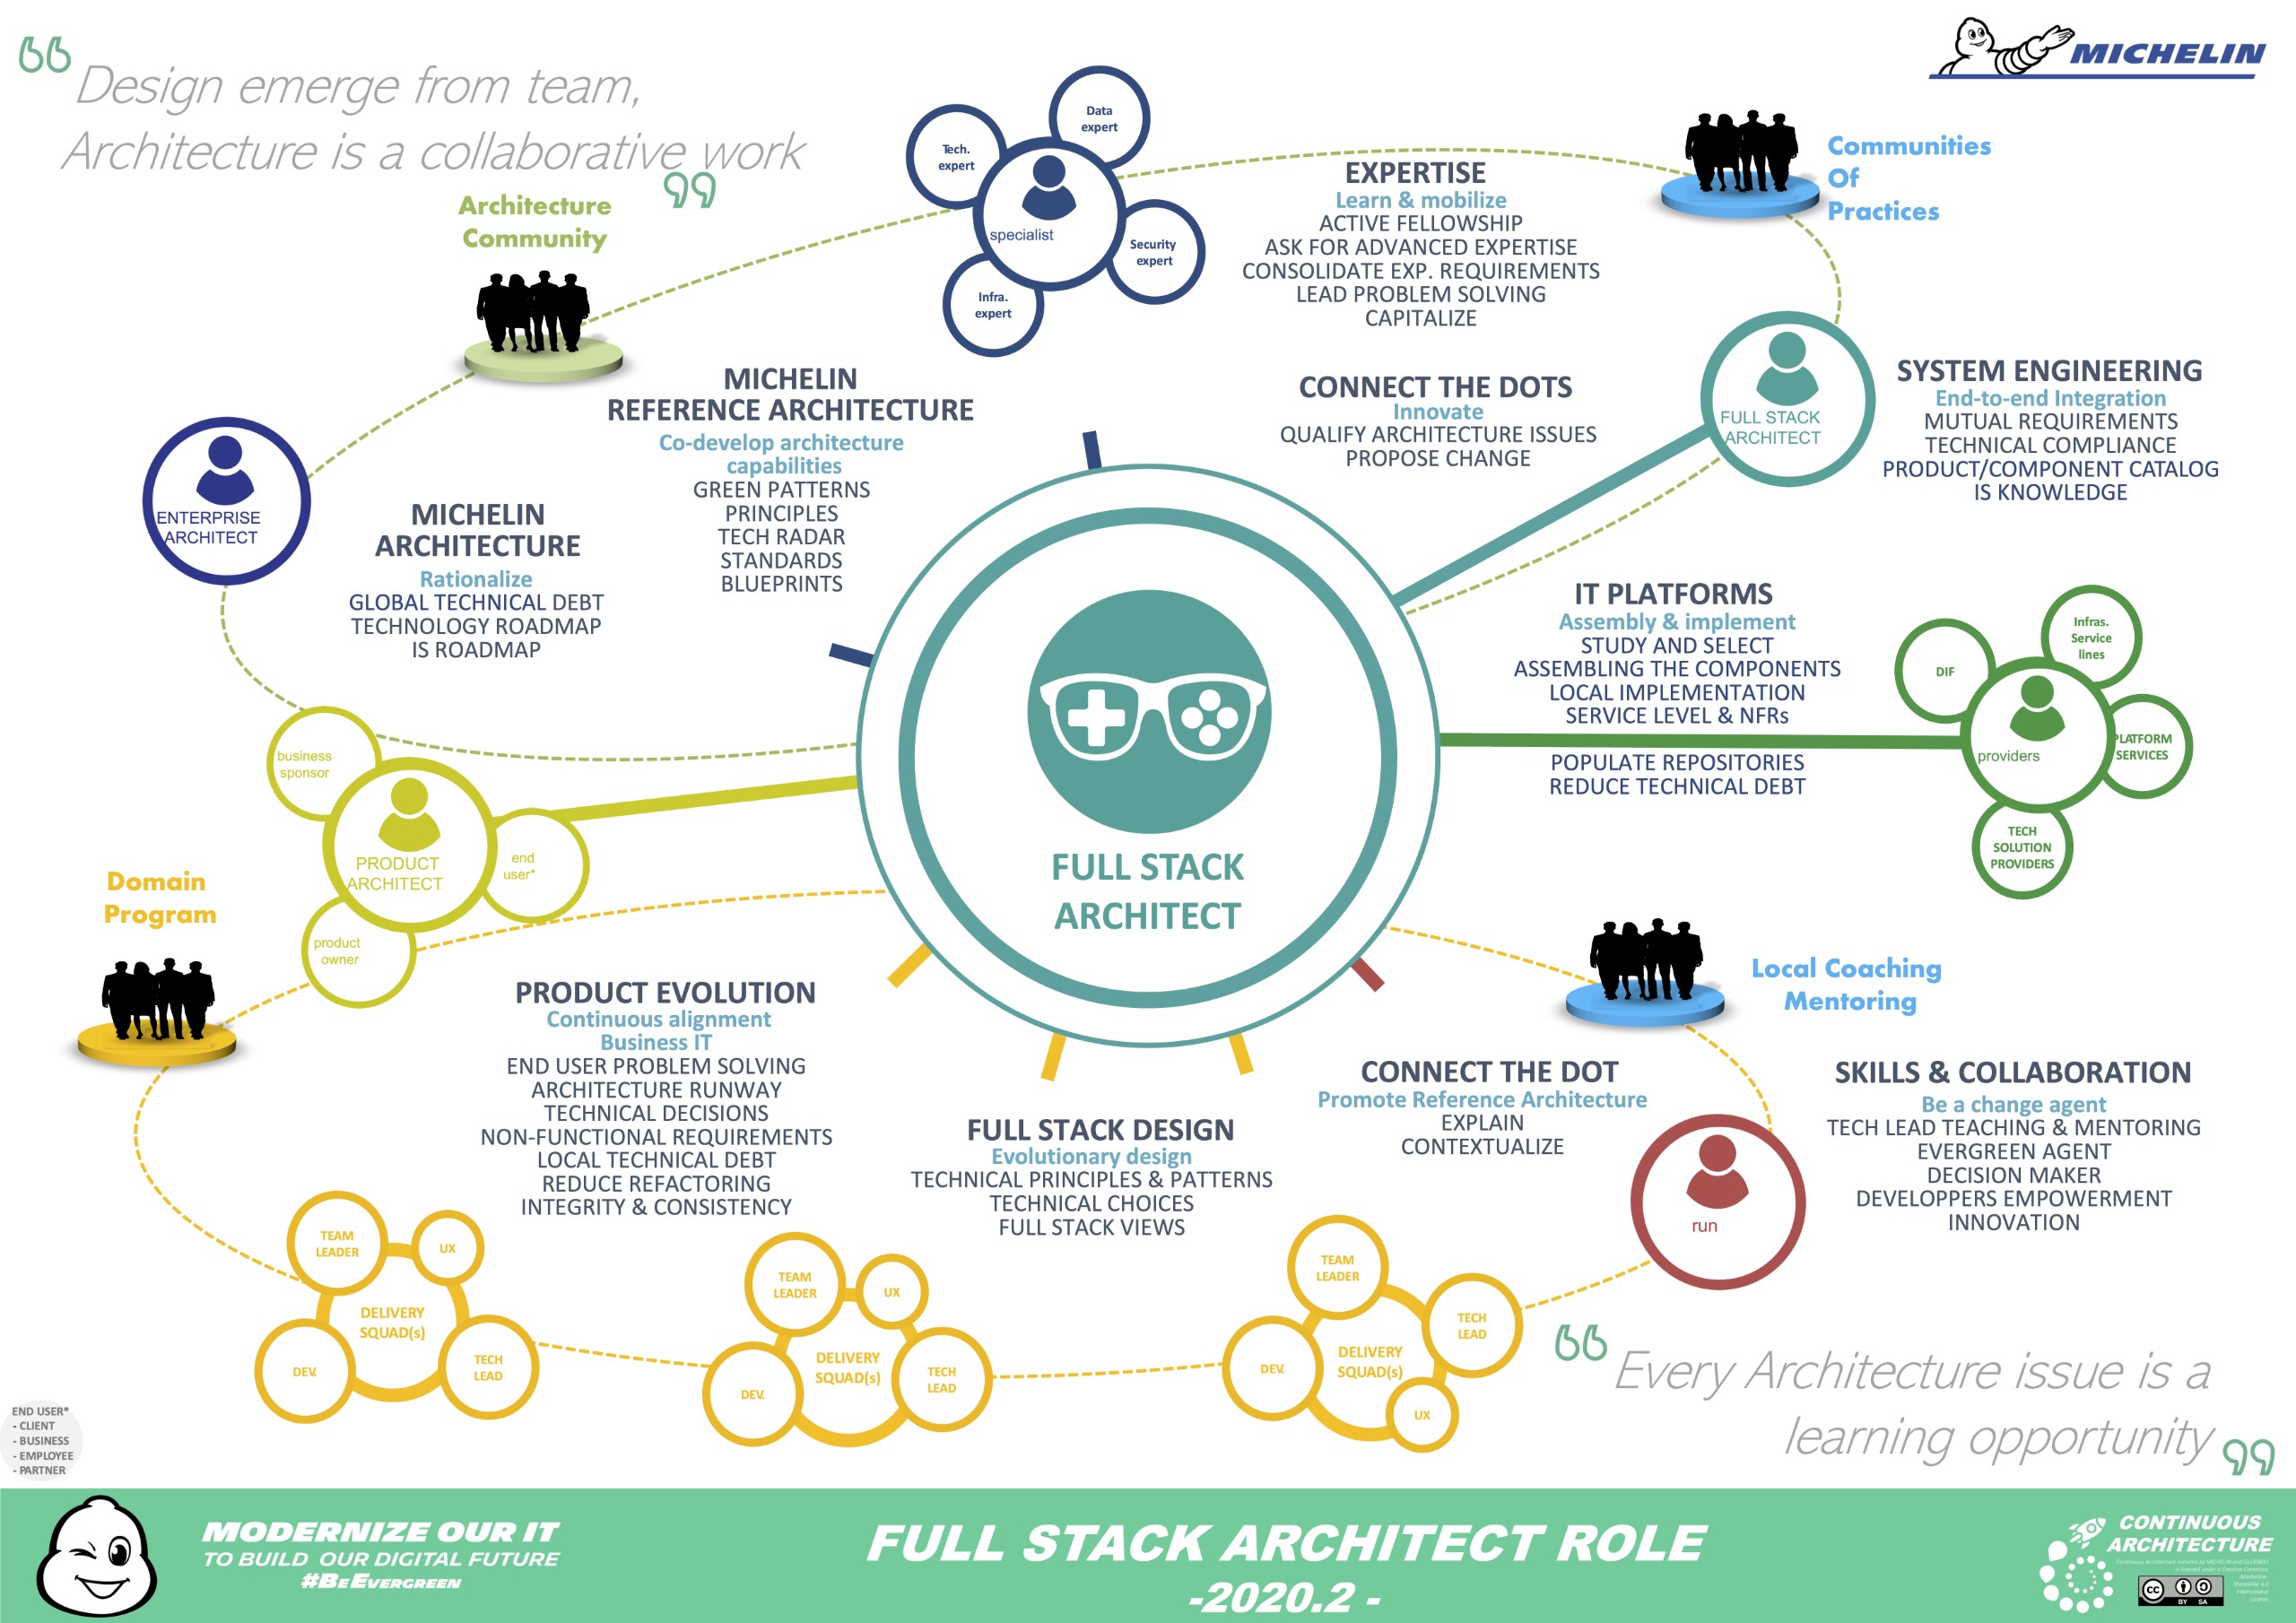 Design emerge from team,
Architecture is a collaborative work
MICHELIN
Architecture
Community
Tech.
expert
Data
expert
specialist
Security
expert
Infra.
expert
EXPERTISE
Learn & mobilize
ACTIVE FELLOWSHIP
ASK FOR ADVANCED EXPERTISE
CONSOLIDATE EXP. REQUIREMENTS
LEAD PROBLEM SOLVING
CAPITALIZE
Communities
Of
Practices
MICHELIN
REFERENCE ARCHITECTURE
Co-develop architecture
capabilities
GREEN PATTERNS
PRINCIPLES
TECH RADAR
STANDARDS
BLUEPRINTS
CONNECT THE DOTS
Innovate
QUALIFY ARCHITECTURE ISSUES
PROPOSE CHANGE
FULL STACK
ARCHITECT
SYSTEM ENGINEERING
End-to-end Integration
MUTUAL REQUIREMENTS
TECHNICAL COMPLIANCE
PRODUCT/COMPONENT CATALOG
IS KNOWLEDGE
ENTERPRISE
ARCHITECT
MICHELIN
ARCHITECTURE
Rationalize
GLOBAL TECHNICAL DEBT
TECHNOLOGY ROADMAP
IS ROADMAP
IT PLATFORMS
Assembly & implement
STUDY AND SELECT
ASSEMBLING THE COMPONENTS
LOCAL IMPLEMENTATION
SERVICE LEVEL & NFRs
POPULATE REPOSITORIES
REDUCE TECHNICAL DEBT
DIF
Infras.
Service
lines
providers
PLATFORM
SERVICES
TECH
SOLUTION
PROVIDERS
business
sponsor
PRODUCT
ARCHITECT
end
user*
product
owner
FULL STACK
ARCHITECT
Domain
Program
Local Coaching
Mentoring
PRODUCT EVOLUTION
Continuous alignment
Business IT
END USER PROBLEM SOLVING
ARCHITECTURE RUNWAY
TECHNICAL DECISIONS
NON-FUNCTIONAL REQUIREMENTS
LOCAL TECHNICAL DEBT
REDUCE REFACTORING
INTEGRITY & CONSISTENCY
FULL STACK DESIGN
Evolutionary design
TECHNICAL PRINCIPLES & PATTERNS
TECHNICAL CHOICES
FULL STACK VIEWS
CONNECT THE DOT
Promote Reference Architecture
EXPLAIN
CONTEXTUALIZE
run
SKILLS & COLLABORATION
Be a change agent
TECH LEAD TEACHING & MENTORING
EVERGREEN AGENT
DECISION MAKER
DEVELOPPERS EMPOWERMENT
INNOVATION
TEAM
LEADER
UX
DELIVERY
SQUAD(s)
DEV.
TECH
LEAD
TEAM
LEADER
UX
DELIVERY
SQUAD(s)
DEV.
TECH
LEAD
TEAM
LEADER
TECH
LEAD
DELIVERY
SQUAD(s)
DEV.
UX
Every Architecture issue is a
learning opportunity
END USER*
- CLIENT
- BUSINESS
- EMPLOYEE
- PARTNER
MODERNIZE OUR IT
TO BUILD OUR DIGITAL FUTURE
#BEEVERGREEN
FULL STACK ARCHITECT ROLE
-2020.2 -
CONTINUOUS
ARCHITECTURE
Attribution-
ShareAlike 4.0
International
License
cc
BY SA